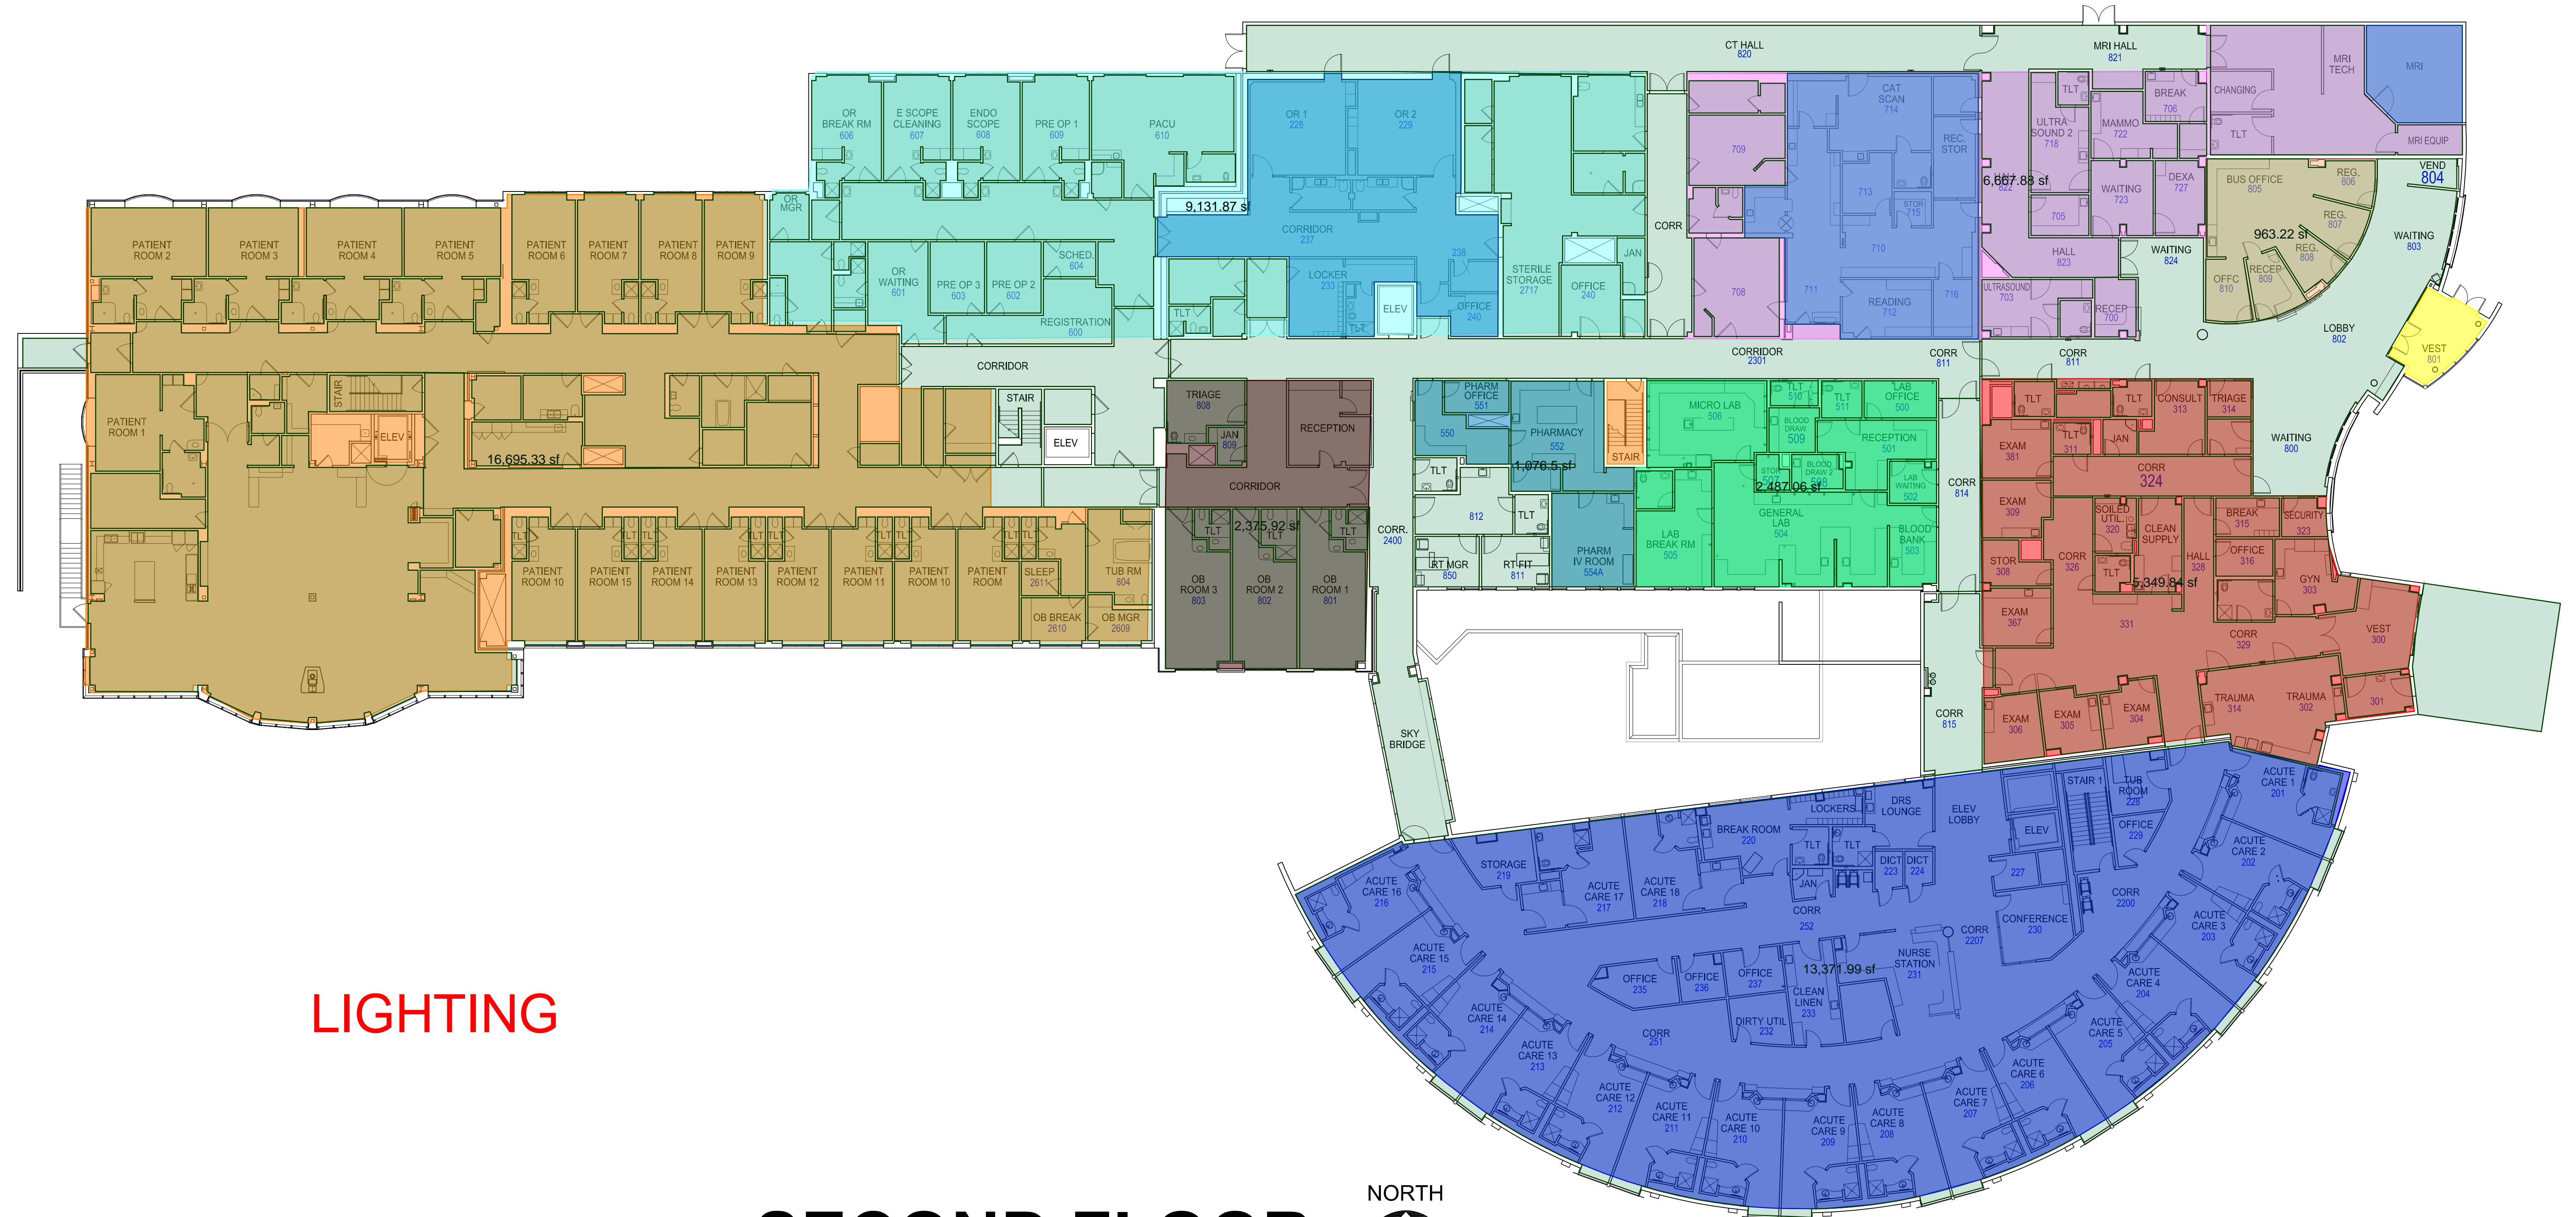 CT HALL
820
MRI HALL
821
MRI
TECH
MRI
CHANGING
TLT
MRI EQUIP
OR
BREAK RM
606
E SCOPE
CLEANING
607
ENDO
SCOPE
608
PRE OP 1
609
PACU
610
OR 1
228
OR 2
229
CAT
SCAN
714
REC.
STOR
709
713
STOR
715
710
711
READING
712
716
708
ULTRA
SOUND 2
718
TLT
BREAK
706
MAMMO
722
WAITING
723
DEXA
727
705
6,667.88 sf
822
HALL
823
ULTRASOUND
703
RECEP
700
WAITING
824
BUS OFFICE
805
REG.
806
REG.
807
REG.
808
963.22 sf
RECEP
809
OFFC
810
VEND
804
WAITING
803
LOBBY
802
VEST
801
WAITING
800
OR
MGR
OR
WAITING
601
PRE OP 3
603
PRE OP 2
602
SCHED.
604
REGISTRATION
600
9,131.87 sf
CORRIDOR
237
238
LOCKER
233
TLT
TLT
ELEV
OFFICE
240
STERILE
STORAGE
2717
OFFICE
240
JAN
CORR
PATIENT
ROOM 2
PATIENT
ROOM 3
PATIENT
ROOM 4
PATIENT
ROOM 5
PATIENT
ROOM 6
PATIENT
ROOM 7
PATIENT
ROOM 8
PATIENT
ROOM 9
CORRIDOR
CORRIDOR
2301
CORR
811
CORR
811
PATIENT
ROOM 1
STAIR
ELEV
16,695.33 sf
STAIR
ELEV
TRIAGE
808
JAN
809
RECEPTION
CORRIDOR
2,375.92 sf
TLT
TLT
TLT
OB
ROOM 3
803
OB
ROOM 2
802
OB
ROOM 1
801
PHARM
OFFICE
551
550
PHARMACY
552
1,076.5 sf
STAIR
TLT
812
TLT
RT MGR
850
RT FIT
811
PHARM
IV ROOM
554A
CORR.
2400
MICRO LAB
506
TLT
510
TLT
511
LAB
OFFICE
500
BLOOD
DRAW
509
RECEPTION
501
STOR
507
BLOOD
DRAW 2
508
2,487.06 sf
LAB
WAITING
502
GENERAL
LAB
504
LAB
BREAK RM
505
BLOOD
BANK
503
CORR
814
CORR
815
TLT
TLT
CONSULT
313
TRIAGE
314
EXAM
381
TLT
311
JAN
CORR
324
EXAM
309
SOILED
UTIL.
320
CLEAN
SUPPLY
BREAK
315
SECURITY
323
STOR
308
CORR
326
TLT
HALL
328
OFFICE
316
5,349.84 sf
GYN
303
EXAM
367
331
CORR
329
VEST
300
EXAM
306
EXAM
305
EXAM
304
TRAUMA
314
TRAUMA
302
301
TLT
TLT
TLT
TLT
TLT
TLT
TLT
TLT
PATIENT
ROOM 10
PATIENT
ROOM 15
PATIENT
ROOM 14
PATIENT
ROOM 13
PATIENT
ROOM 12
PATIENT
ROOM 11
PATIENT
ROOM 10
PATIENT
ROOM
SLEEP
2611
TUB RM
804
OB BREAK
2610
OB MGR
2609
SKY
BRIDGE
STORAGE
219
ACUTE
CARE 17
217
ACUTE
CARE 18
218
BREAK ROOM
220
LOCKERS
DRS
LOUNGE
TLT
TLT
JAN
DICT
223
DICT
224
ELEV
LOBBY
STAIR 1
ELEV
TUB
ROOM
228
OFFICE
229
227
CONFERENCE
230
CORR
2200
CORR
2207
CORR
252
NURSE
STATION
231
13,371.99 sf
OFFICE
235
OFFICE
236
OFFICE
237
CLEAN
LINEN
233
DIRTY UTIL
232
CORR
251
ACUTE
CARE 1
201
ACUTE
CARE 2
202
ACUTE
CARE 3
203
ACUTE
CARE 4
204
ACUTE
CARE 5
205
ACUTE
CARE 6
206
ACUTE
CARE 7
207
ACUTE
CARE 8
208
ACUTE
CARE 9
209
ACUTE
CARE 10
210
ACUTE
CARE 11
211
ACUTE
CARE 12
212
ACUTE
CARE 13
213
ACUTE
CARE 14
214
ACUTE
CARE 15
215
ACUTE
CARE 16
216
LIGHTING
NORTH
SECOND FLOOR